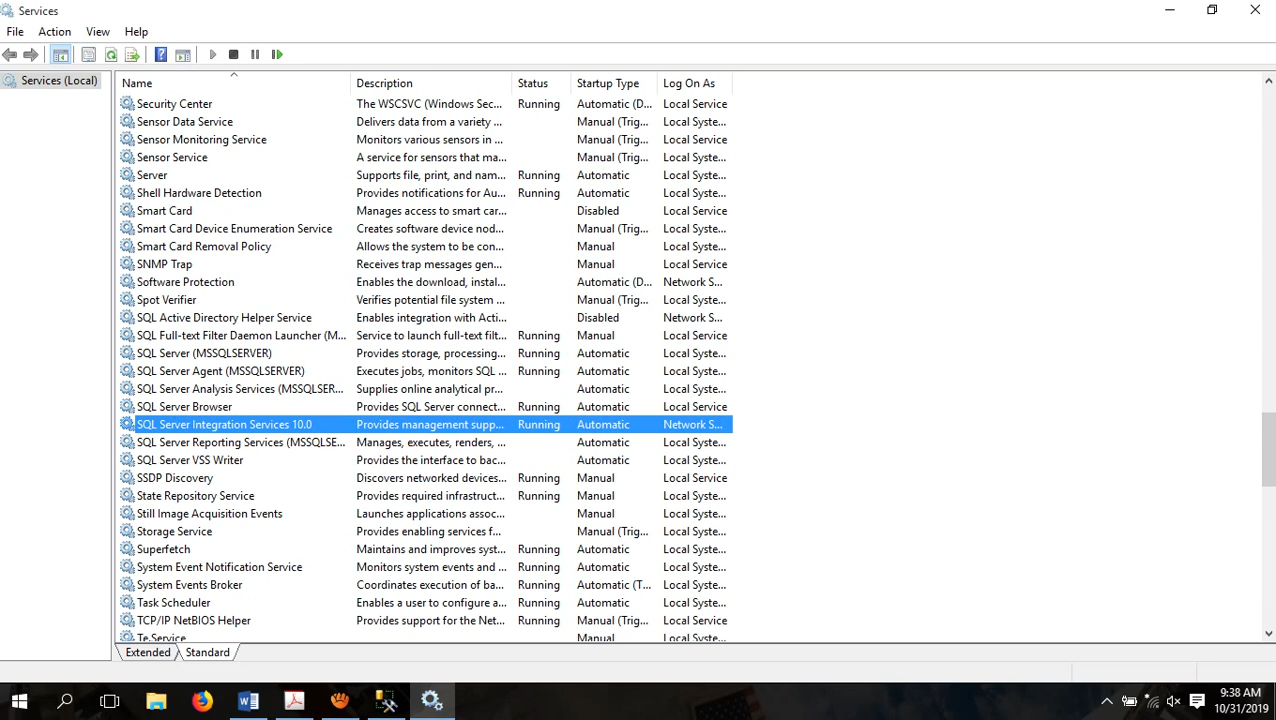 Services
File Action View Help
Services (Local)
Name Description Status Startup Type Log On As
Security Center The WSCSVC (Windows Sec... Running Automatic (D... Local Service
Sensor Data Service Delivers data from a variety ... Manual (Trig... Local Syste...
Sensor Monitoring Service Monitors various sensors in ... Manual (Trig... Local Service
Sensor Service A service for sensors that ma... Manual (Trig... Local Syste...
Server Supports file, print, and nam... Running Automatic Local Syste...
Shell Hardware Detection Provides notifications for Au... Running Automatic Local Syste...
Smart Card Manages access to smart car... Disabled Local Service
Smart Card Device Enumeration Service Creates software device nod... Manual (Trig... Local Syste...
Smart Card Removal Policy Allows the system to be con... Manual Local Syste...
SNMP Trap Receives trap messages gen... Manual Local Service
Software Protection Enables the download, instal... Automatic (D... Network S...
Spot Verifier Verifies potential file system ... Manual (Trig... Local Syste...
SQL Active Directory Helper Service Enables integration with Acti... Disabled Network S...
SQL Full-text Filter Daemon Launcher (M... Service to launch full-text filt... Running Manual Local Service
SQL Server (MSSQLSERVER) Provides storage, processing... Running Automatic Local Syste...
SQL Server Agent (MSSQLSERVER) Executes jobs, monitors SQL ... Running Automatic Local Syste...
SQL Server Analysis Services (MSSQLSER... Supplies online analytical pr... Automatic Local Syste...
SQL Server Browser Provides SQL Server connect... Running Automatic Local Service
SQL Server Integration Services 10.0 Provides management supp... Running Automatic Network S...
SQL Server Reporting Services (MSSQLSE... Manages, executes, renders, ... Automatic Local Syste...
SQL Server VSS Writer Provides the interface to bac... Automatic Local Syste...
SSDP Discovery Discovers networked devices... Running Manual Local Service
State Repository Service Provides required infrastruct... Running Manual Local Syste...
Still Image Acquisition Events Launches applications assoc... Manual Local Syste...
Storage Service Provides enabling services f... Manual (Trig... Local Syste...
Superfetch Maintains and improves syst... Running Automatic Local Syste...
System Event Notification Service Monitors system events and ... Running Automatic Local Syste...
System Events Broker Coordinates execution of ba... Running Automatic (T... Local Syste...
Task Scheduler Enables a user to configure a... Running Automatic Local Syste...
TCP/IP NetBIOS Helper Provides support for the Net... Running Manual (Trig... Local Service
Te.Service Manual Local Syste...
Extended Standard
9:38 AM
10/31/2019